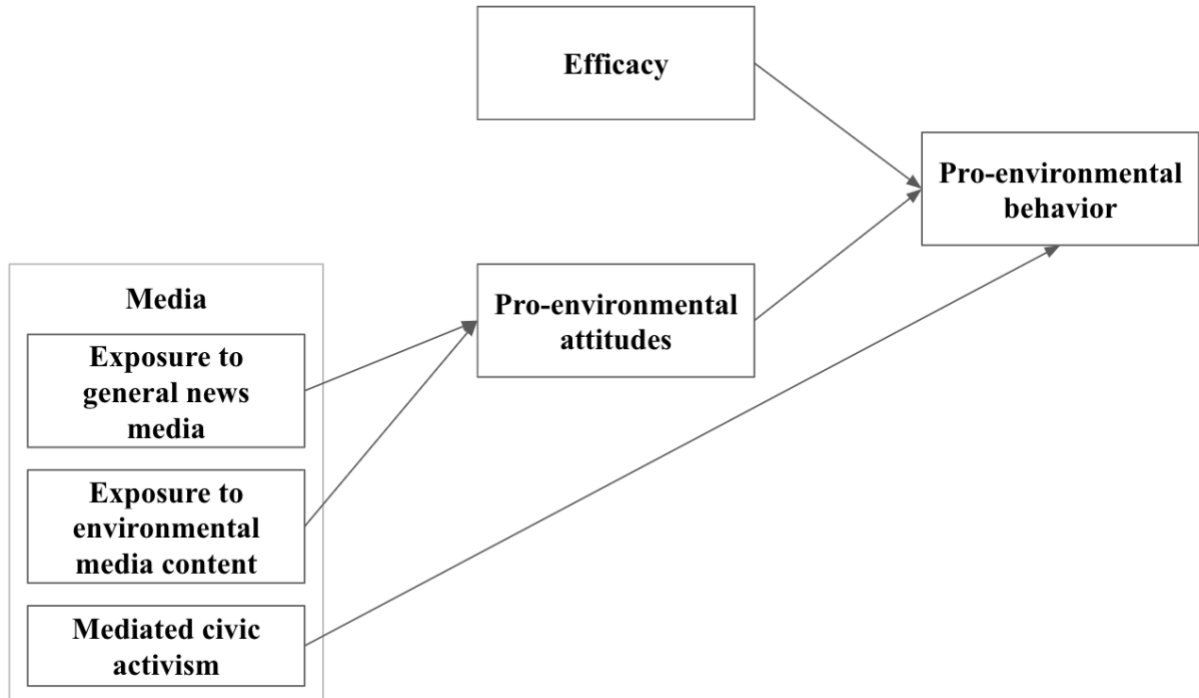 Efficacy
Pro-environmental
behavior
Media
Pro-environmental
attitudes
Exposure to
general news
media
Exposure to
environmental
media content
Mediated civic
activism